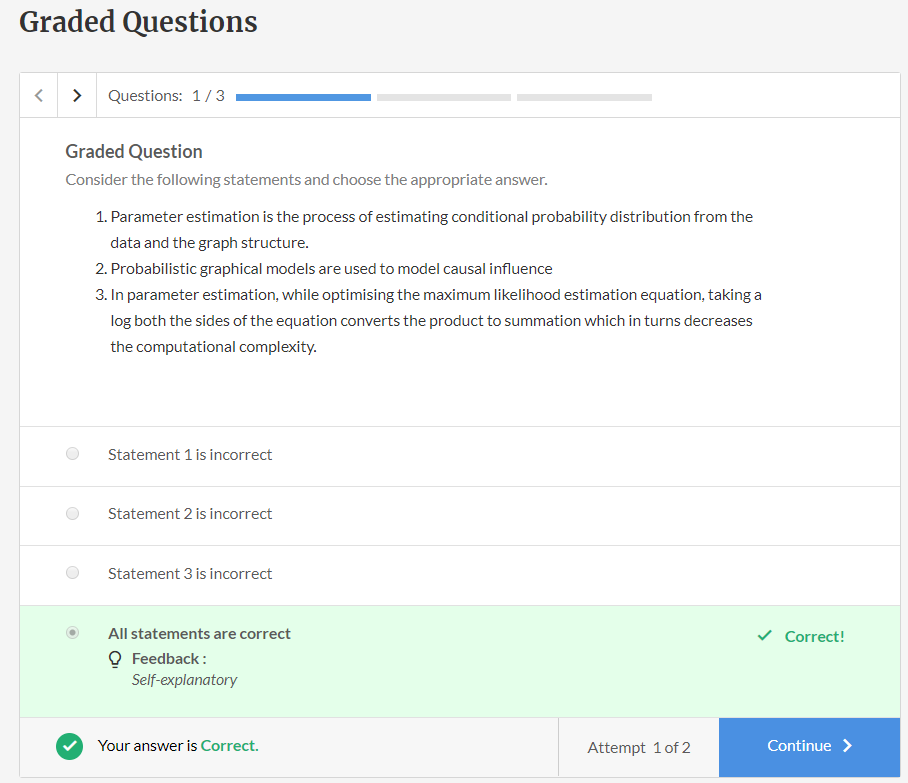 Graded Questions
Questions: 1 / 3
Graded Question
Consider the following statements and choose the appropriate answer.
1. Parameter estimation is the process of estimating conditional probability distribution from the
data and the graph structure.
2. Probabilistic graphical models are used to model causal influence
3. In parameter estimation, while optimising the maximum likelihood estimation equation, taking a
log both the sides of the equation converts the product to summation which in turns decreases
the computational complexity.
Statement 1 is incorrect
Statement 2 is incorrect
Statement 3 is incorrect
All statements are correct
Correct!
Feedback :
Self-explanatory
Your answer is Correct.
Attempt 1 of 2
Continue